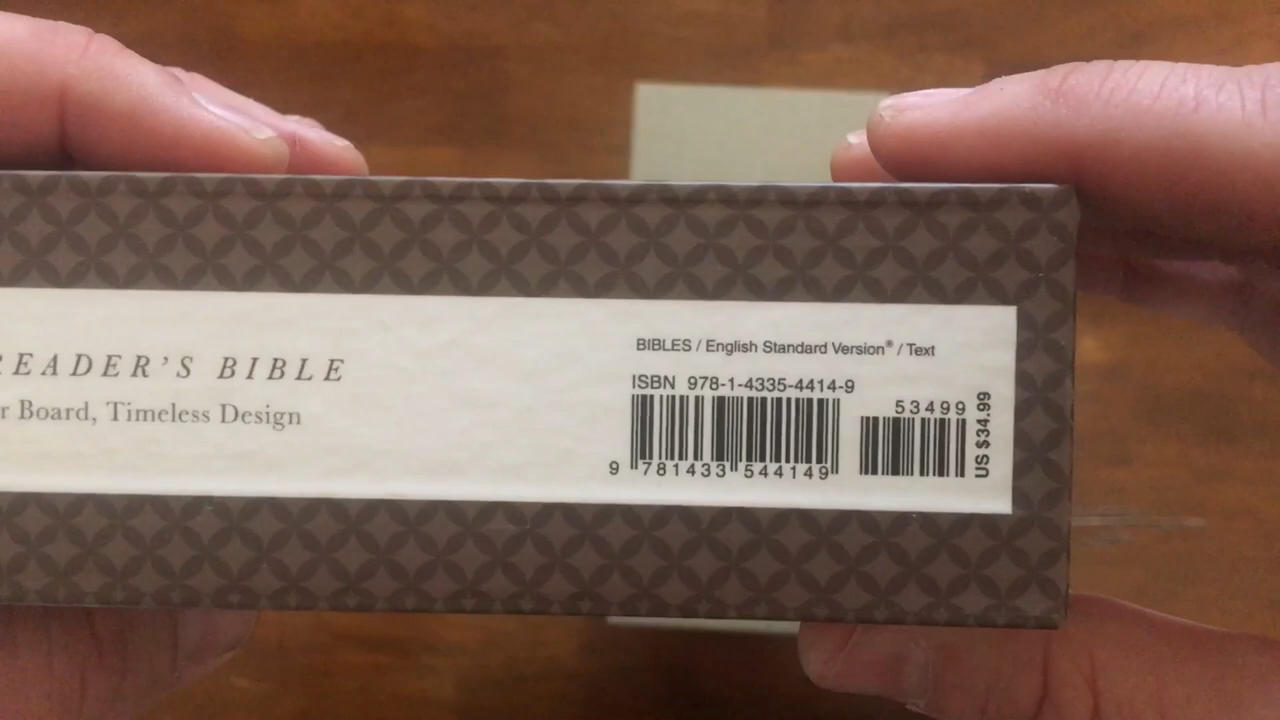 READER'S BIBLE
r Board, Timeless Design
BIBLES / English Standard Version® / Text
ISBN 978-1-4335-4414-9
53499
US $34.99
9 781433 544149